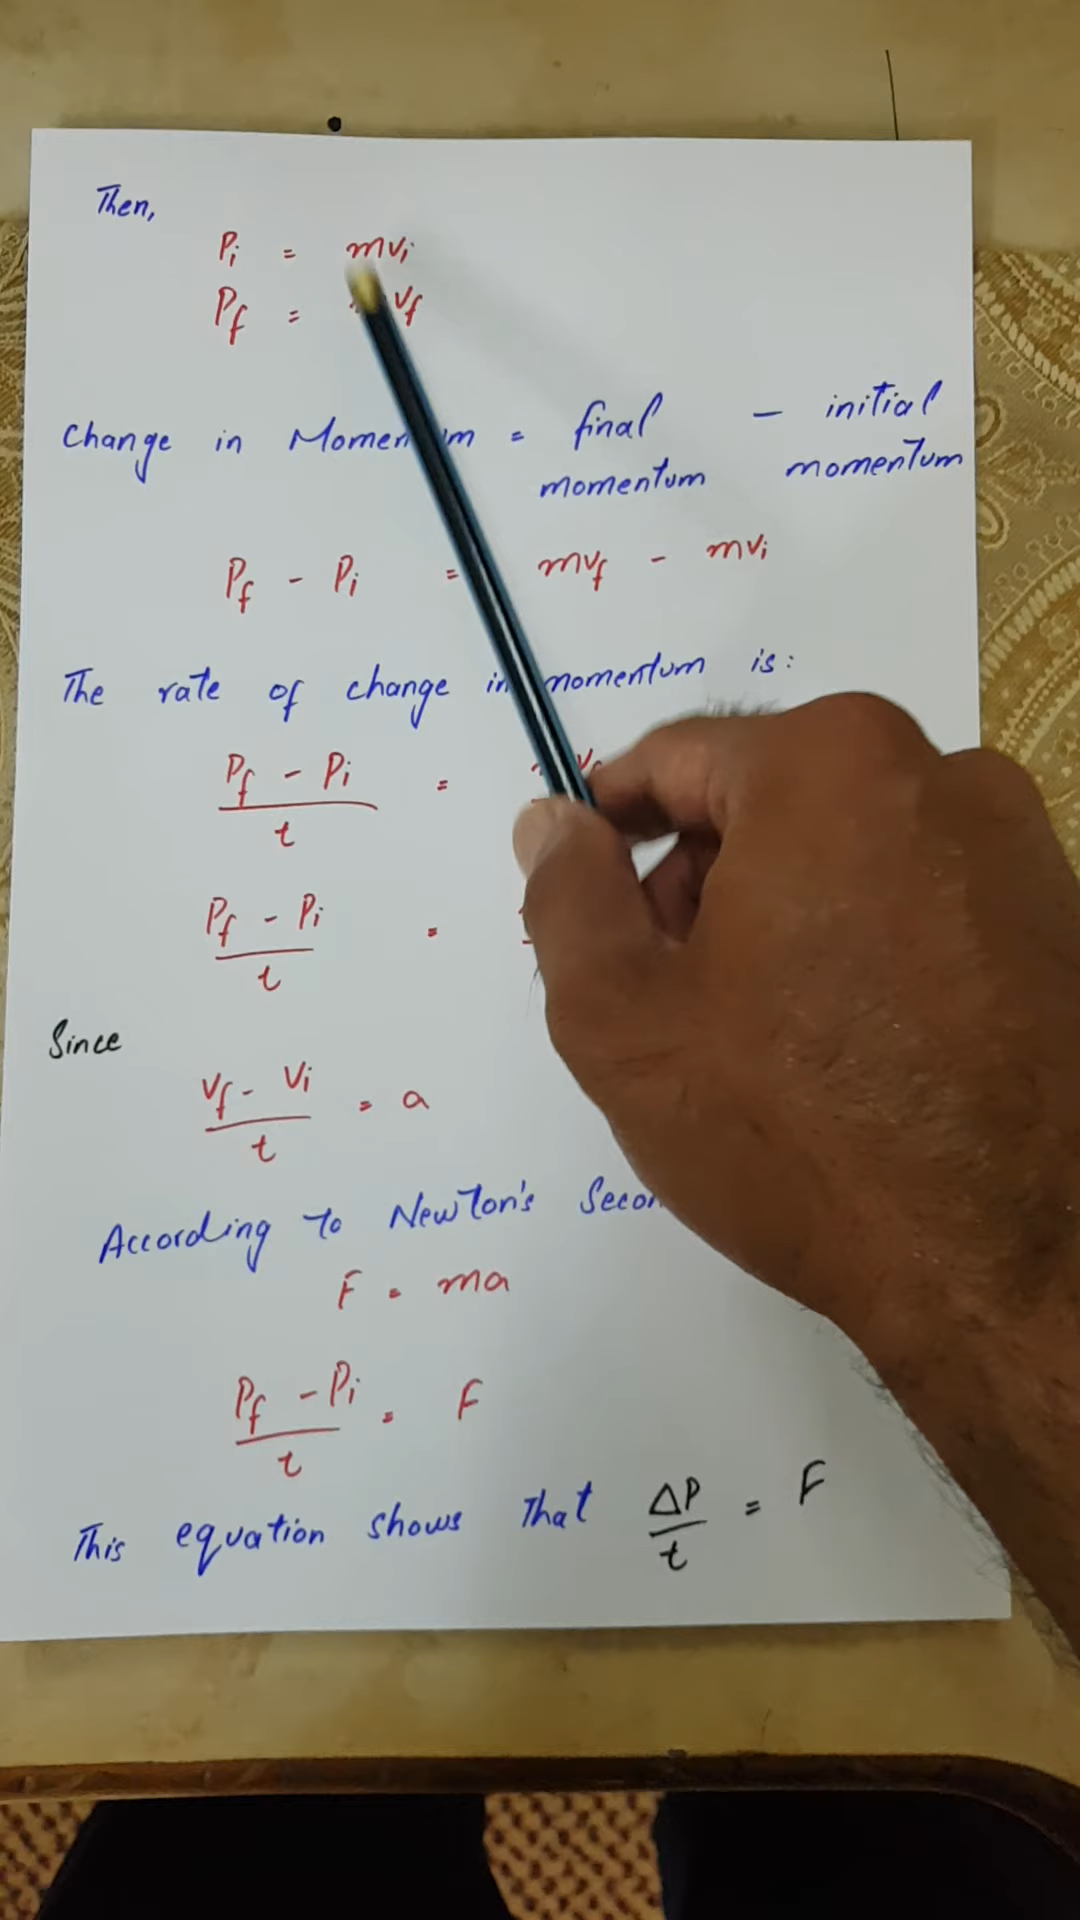 Then,
Pi = mvi
Pf = vf
Change in Momentum = final momentum - initial momentum
Pf - Pi = mvf - mvi
The rate of change in momentum is:
Pf - Pi / t =
Pf - Pi / t =
Since
vf - vi / t = a
According to Newton's
F = ma
Pf - Pi / t = F
This equation shows that ΔP / t = F